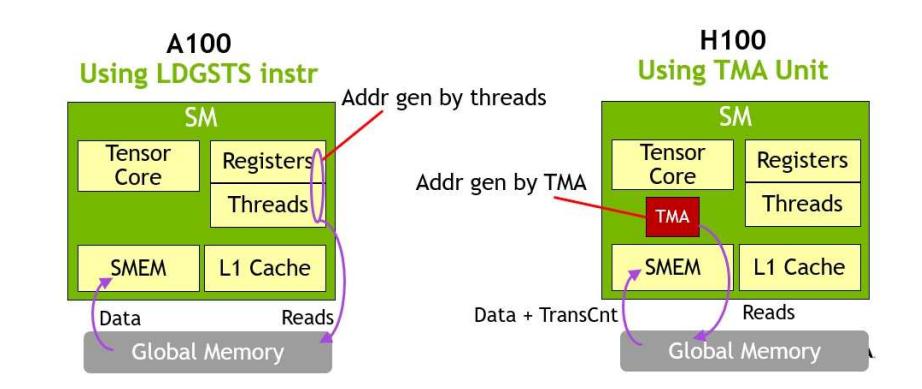 A100
Using LDGSTS instr
SM
Tensor
Core
Registers
Threads
SMEM
L1 Cache
Data
Reads
Global Memory
Addr gen by threads
Addr gen by TMA
H100
Using TMA Unit
SM
Tensor
Core
Registers
TMA
Threads
SMEM
L1 Cache
Data + TransCnt
Reads
Global Memory